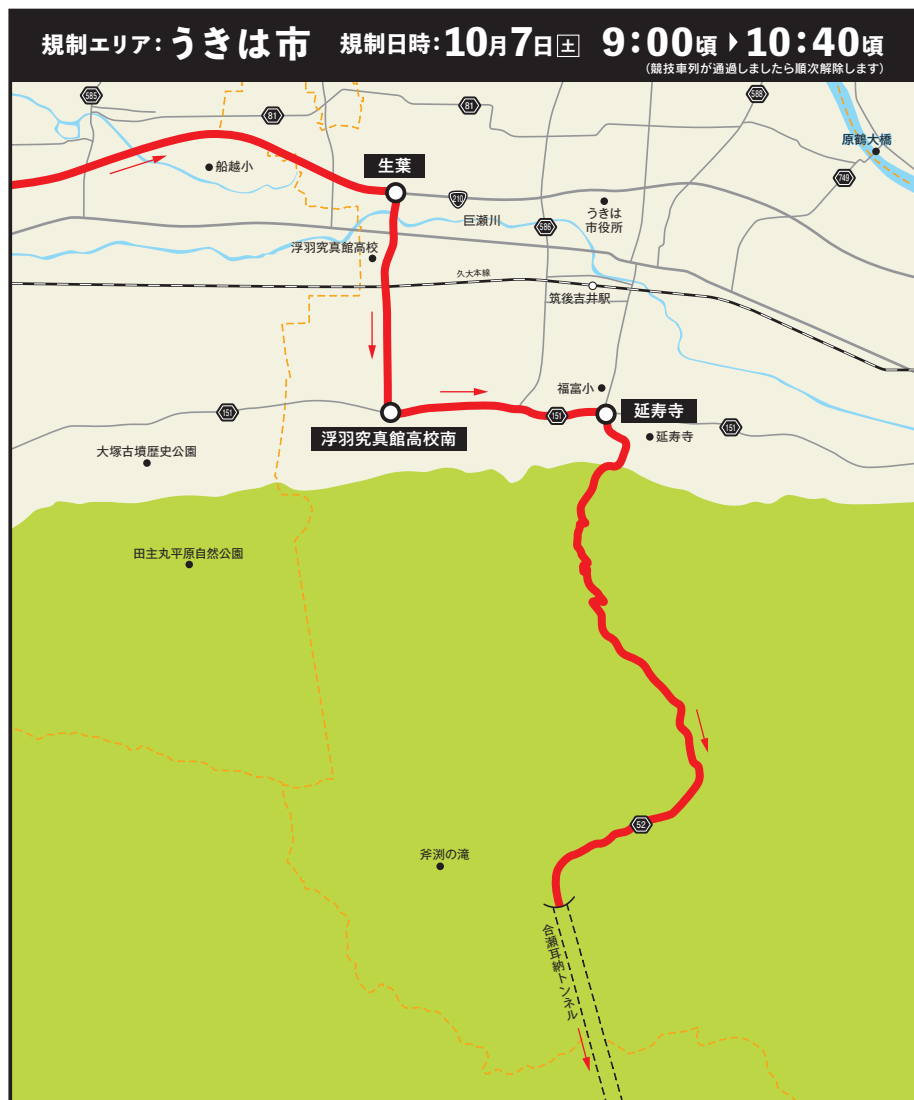 規制エリア：うきは市 規制日時：10月7日土 9：00頃▶10：40頃
（競技車列が通過しましたら順次解除します）
585
81
81
588
原鶴大橋
船越小
生葉
749
210
巨瀬川
うきは
市役所
586
浮羽究真館高校
久大本線
筑後吉井駅
福富小
151
151
延寿寺
151
浮羽究真館高校南
延寿寺
大塚古墳歴史公園
田主丸平原自然公園
52
斧渕の滝
合瀬耳納トンネル